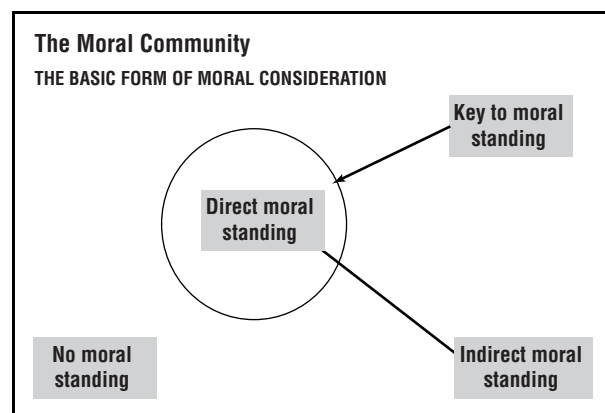 The Moral Community
THE BASIC FORM OF MORAL CONSIDERATION
Key to moral
standing
Direct moral
standing
No moral
standing
Indirect moral
standing